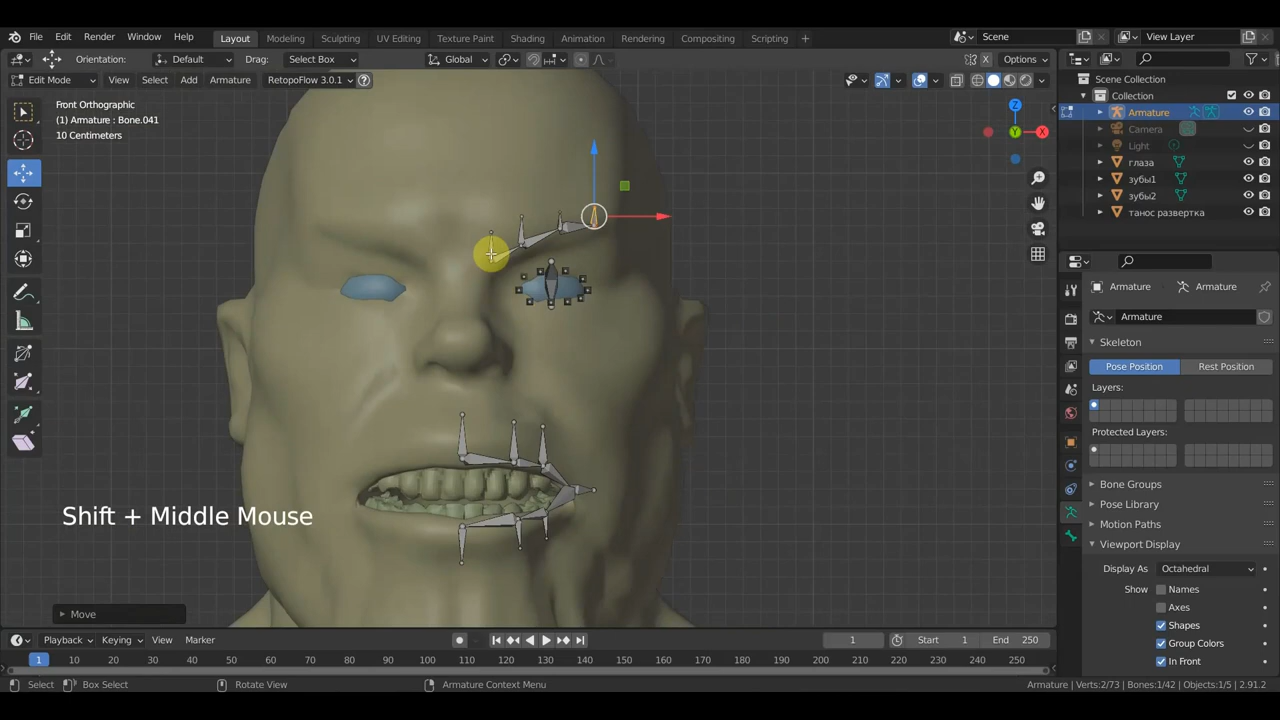 File Edit Render Window Help Layout Modeling Sculpting UV Editing Texture Paint Shading Animation Rendering Compositing Scripting + Scene View Layer
Orientation: Default Drag: Select Box Global Options
Edit Mode View Select Add Armature RetopoFlow 3.0.1 ?
Scene Collection
Collection
Armature
Camera
Light
глаза
зубы1
зубы2
танос развертка
Front Orthographic
(1) Armature : Bone.041
10 Centimeters
Z
Y
X
Armature Armature
Armature
Skeleton
Pose Position Rest Position
Layers:
Protected Layers:
Bone Groups
Pose Library
Motion Paths
Viewport Display
Display As Octahedral
Show Names
Axes
Shapes
Group Colors
In Front
Shift + Middle Mouse
Move
Playback Keying View Marker 1 Start 1 End 250
1 10 20 30 40 50 60 70 80 90 100 110 120 130 140 150 160 170 180 190 200 210 220 230 240 250
Select Box Select Rotate View Armature Context Menu Armature | Verts:2/73 | Bones:1/42 | Objects:1/5 | 2.91.2